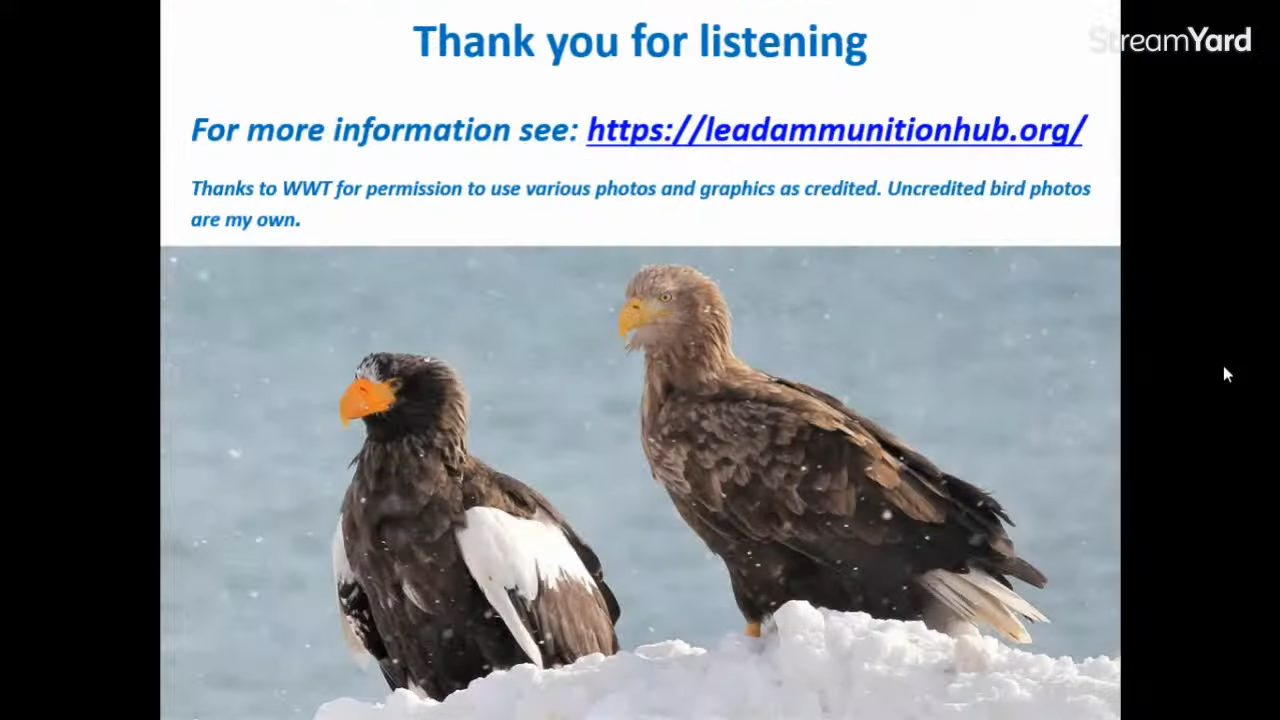 Thank you for listening
StreamYard
For more information see: https://leadammunitionhub.org/
Thanks to WWT for permission to use various photos and graphics as credited. Uncredited bird photos
are my own.